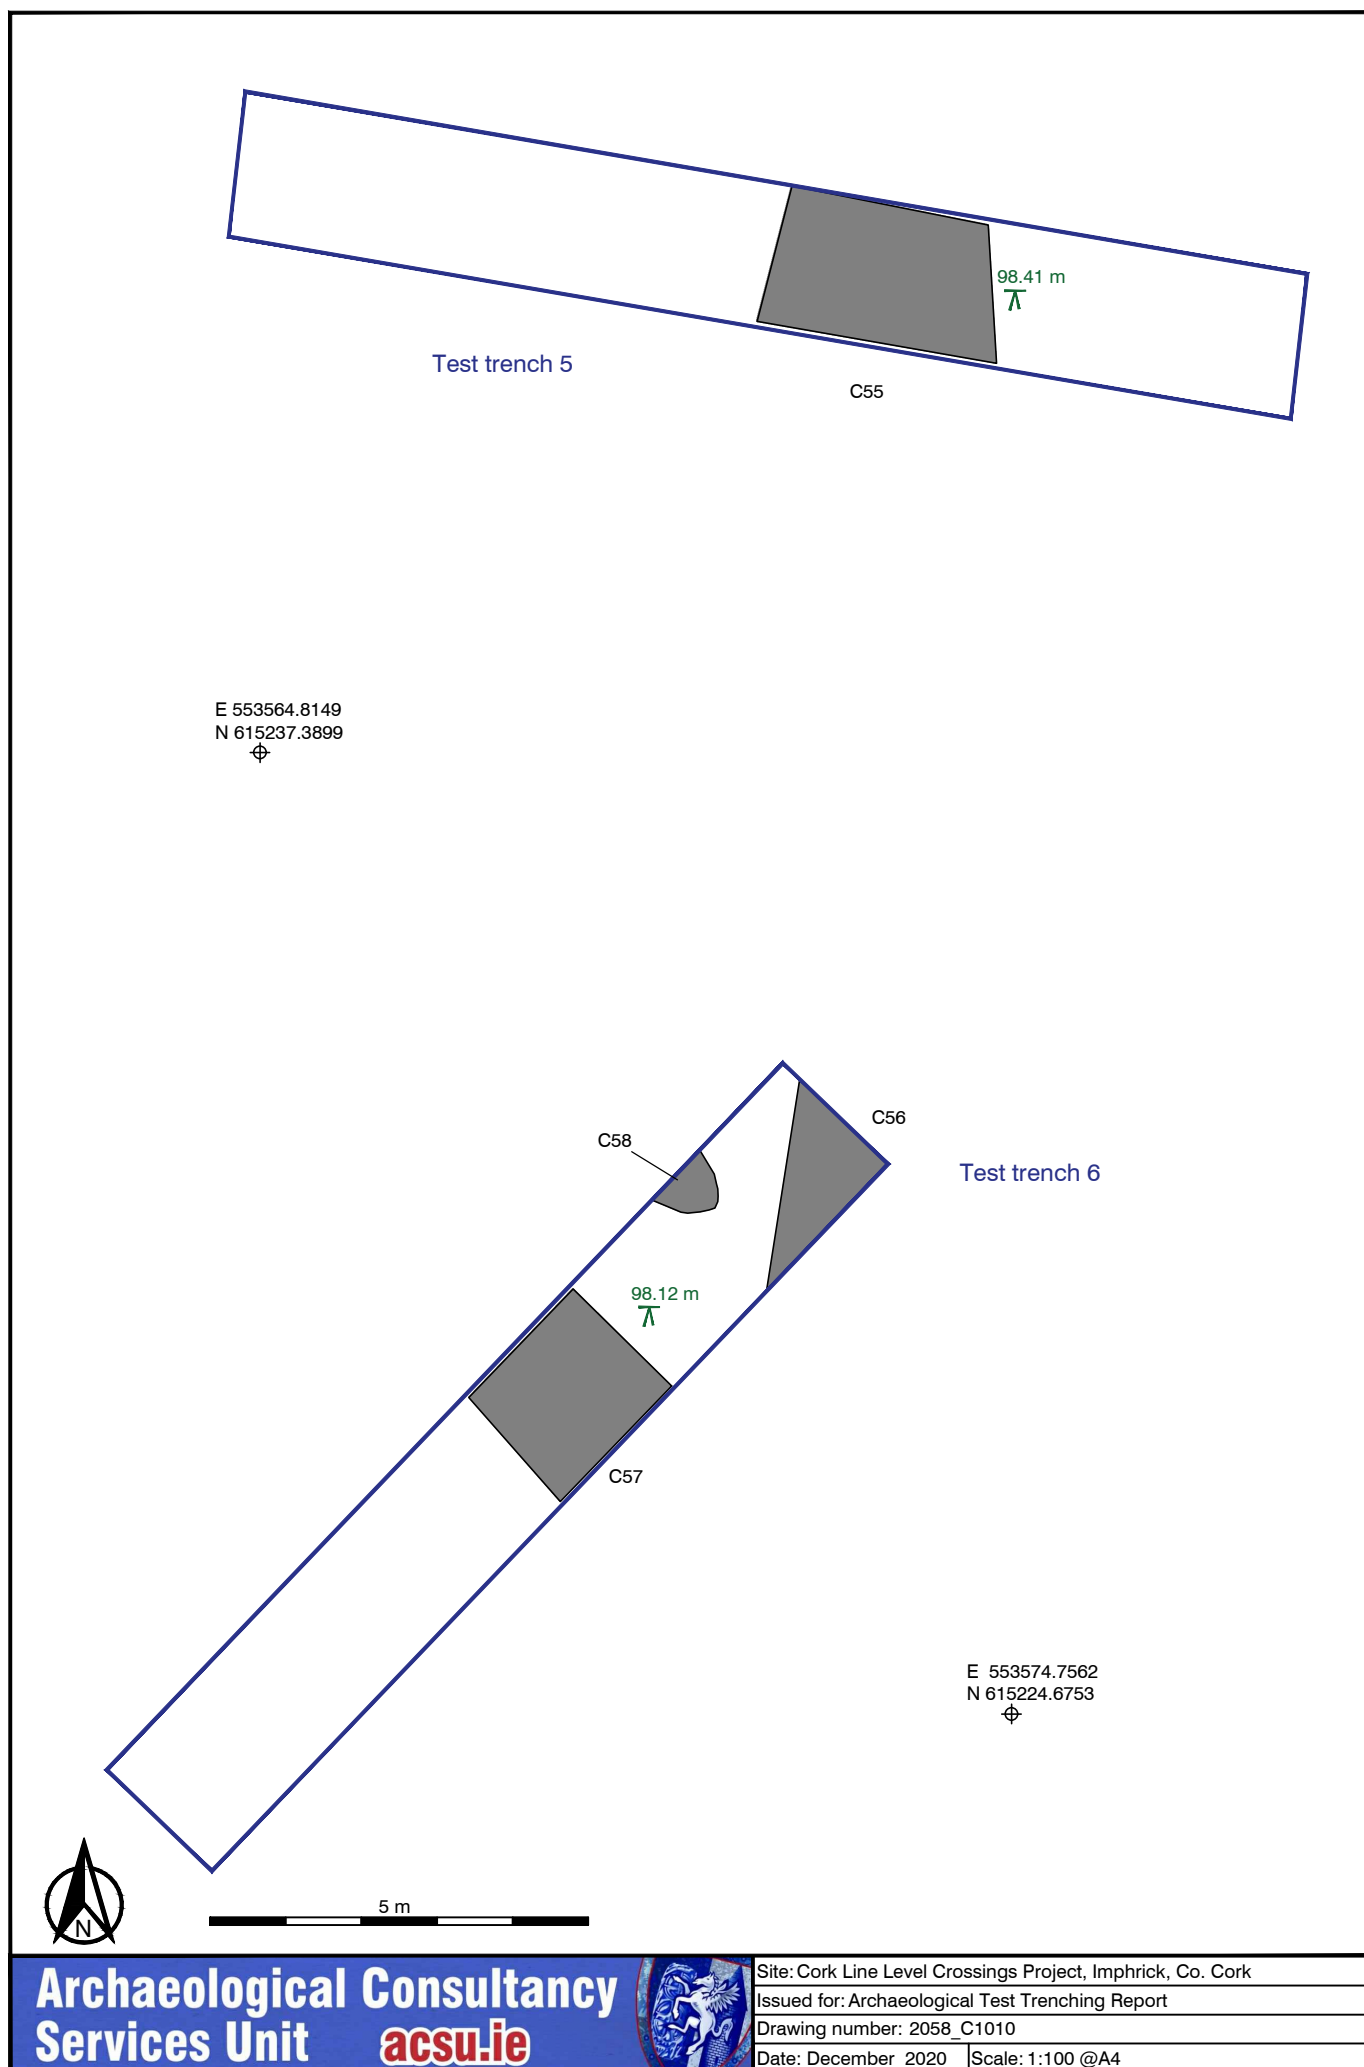 98.41 m
Test trench 5
C55
E 553564.8149
N 615237.3899
C56
C58
Test trench 6
98.12 m
C57
E 553574.7562
N 615224.6753
5 m
N
Archaeological Consultancy
Services Unit acsu.ie
Site: Cork Line Level Crossings Project, Imphrick, Co. Cork
Issued for: Archaeological Test Trenching Report
Drawing number: 2058_C1010
Date: December 2020 Scale: 1:100 @A4